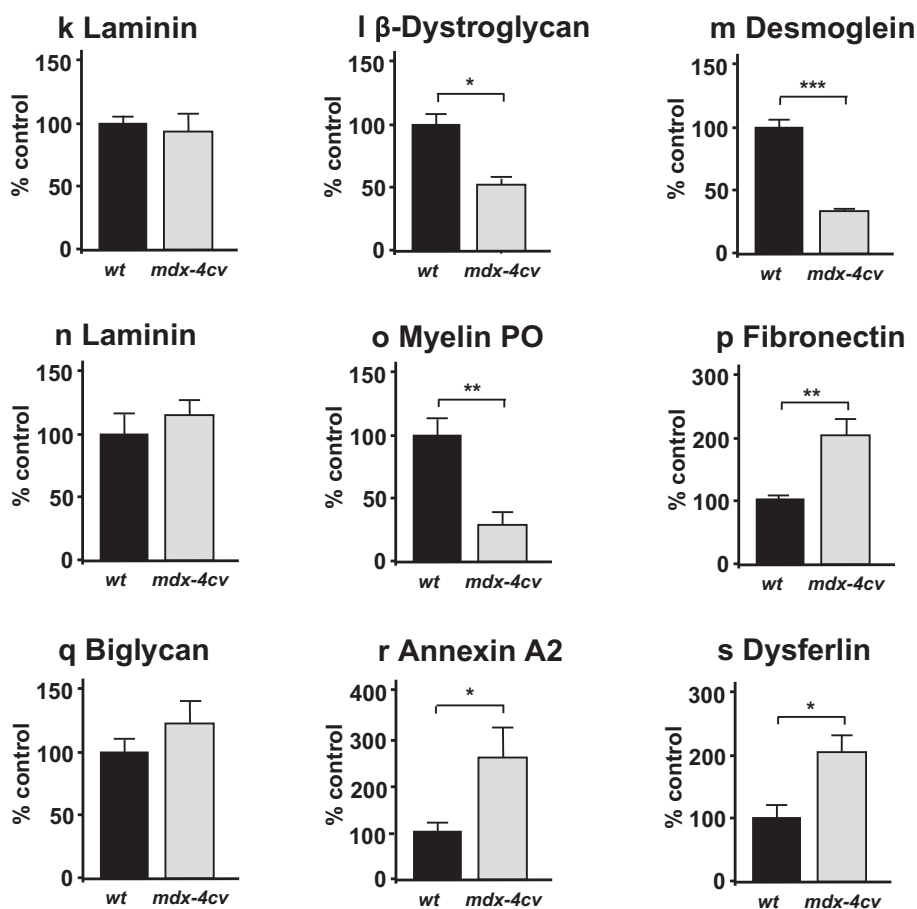 k Laminin
150
100
50
0
% control
wt
mdx-4cv
l β-Dystroglycan
150
100
50
0
% control
*
wt
mdx-4cv
m Desmoglein
150
100
50
0
% control
***
wt
mdx-4cv
n Laminin
150
100
50
0
% control
wt
mdx-4cv
o Myelin PO
150
100
50
0
% control
**
wt
mdx-4cv
p Fibronectin
300
200
100
0
% control
**
wt
mdx-4cv
q Biglycan
150
100
50
0
% control
wt
mdx-4cv
r Annexin A2
400
300
200
100
0
% control
*
wt
mdx-4cv
s Dysferlin
300
200
100
0
% control
*
wt
mdx-4cv